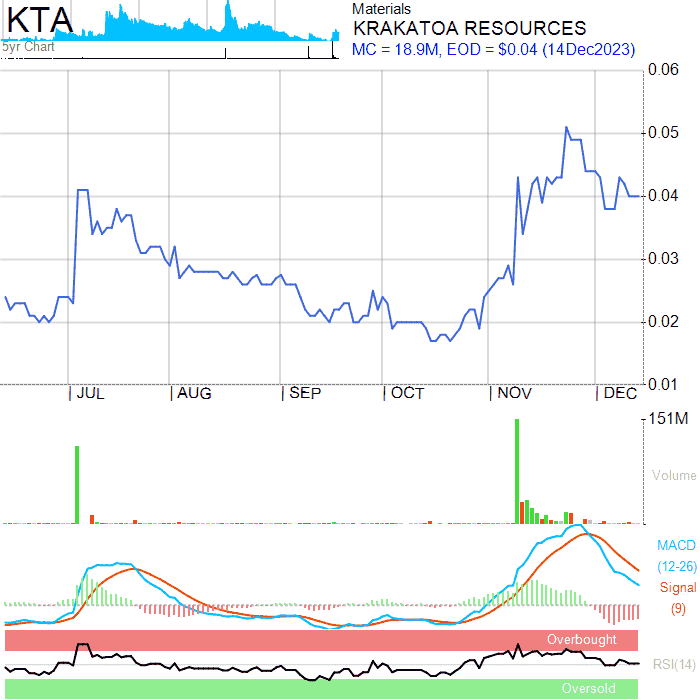 KTA
5yr Chart
Materials
KRAKATOA RESOURCES
MC = 18.9M, EOD = $0.04 (14Dec2023)
0.06
0.05
0.04
0.03
0.02
0.01
JUL AUG SEP OCT NOV DEC
151M
Volume
MACD
(12-26)
Signal
(9)
Overbought
RSI(14)
Oversold